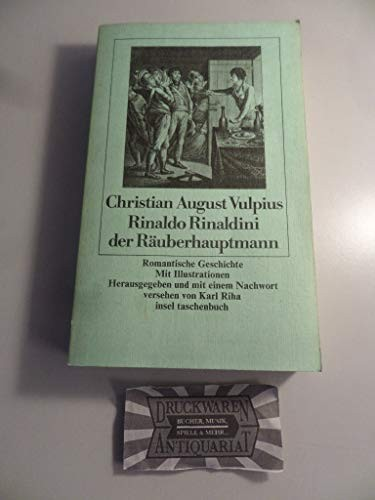 Christian August Vulpius
Rinaldo Rinaldini
der Räuberhauptmann
Romantische Geschichte
Mit Illustrationen
Herausgegeben und mit einem Nachwort
versehen von Karl Riha
insel taschenbuch
DRUCKWAREN
BÜCHER, MUSIK,
SPIELE & MEHR...
ANTIQUARIAT